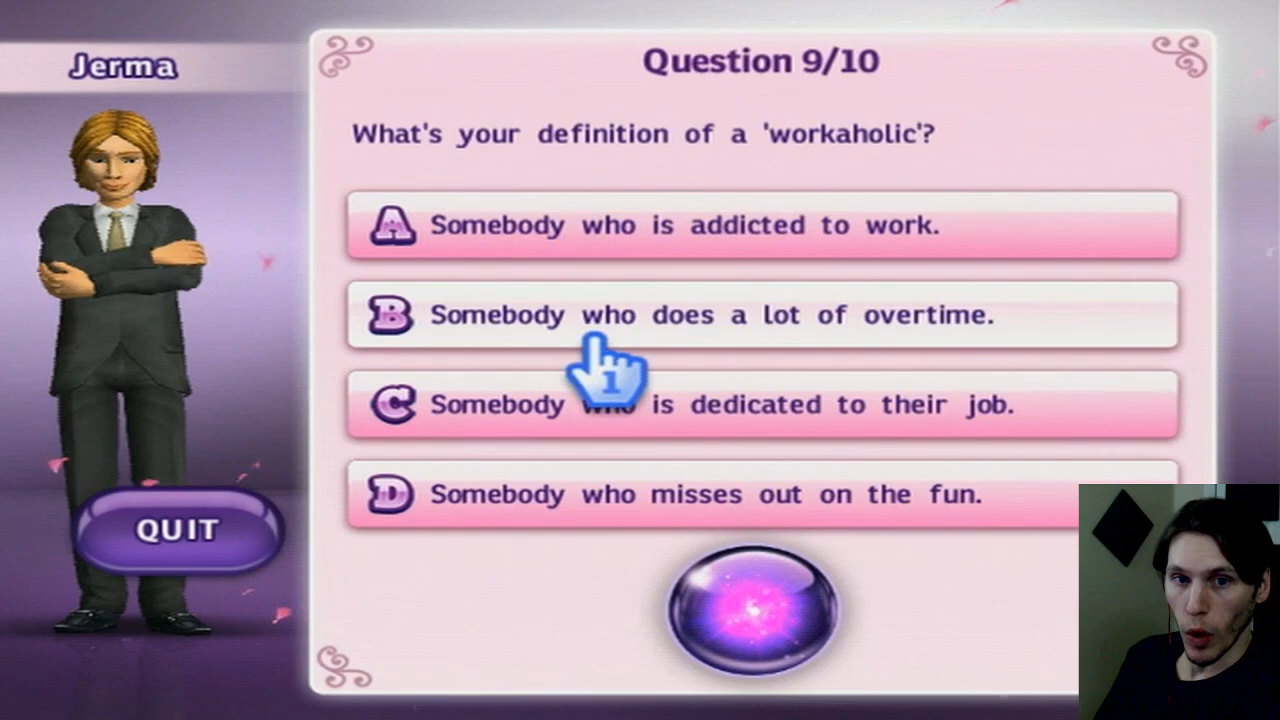 Jerma
Question 9/10
What's your definition of a 'workaholic'?
A Somebody who is addicted to work.
B Somebody who does a lot of overtime.
1
C Somebody who is dedicated to their job.
D Somebody who misses out on the fun.
QUIT